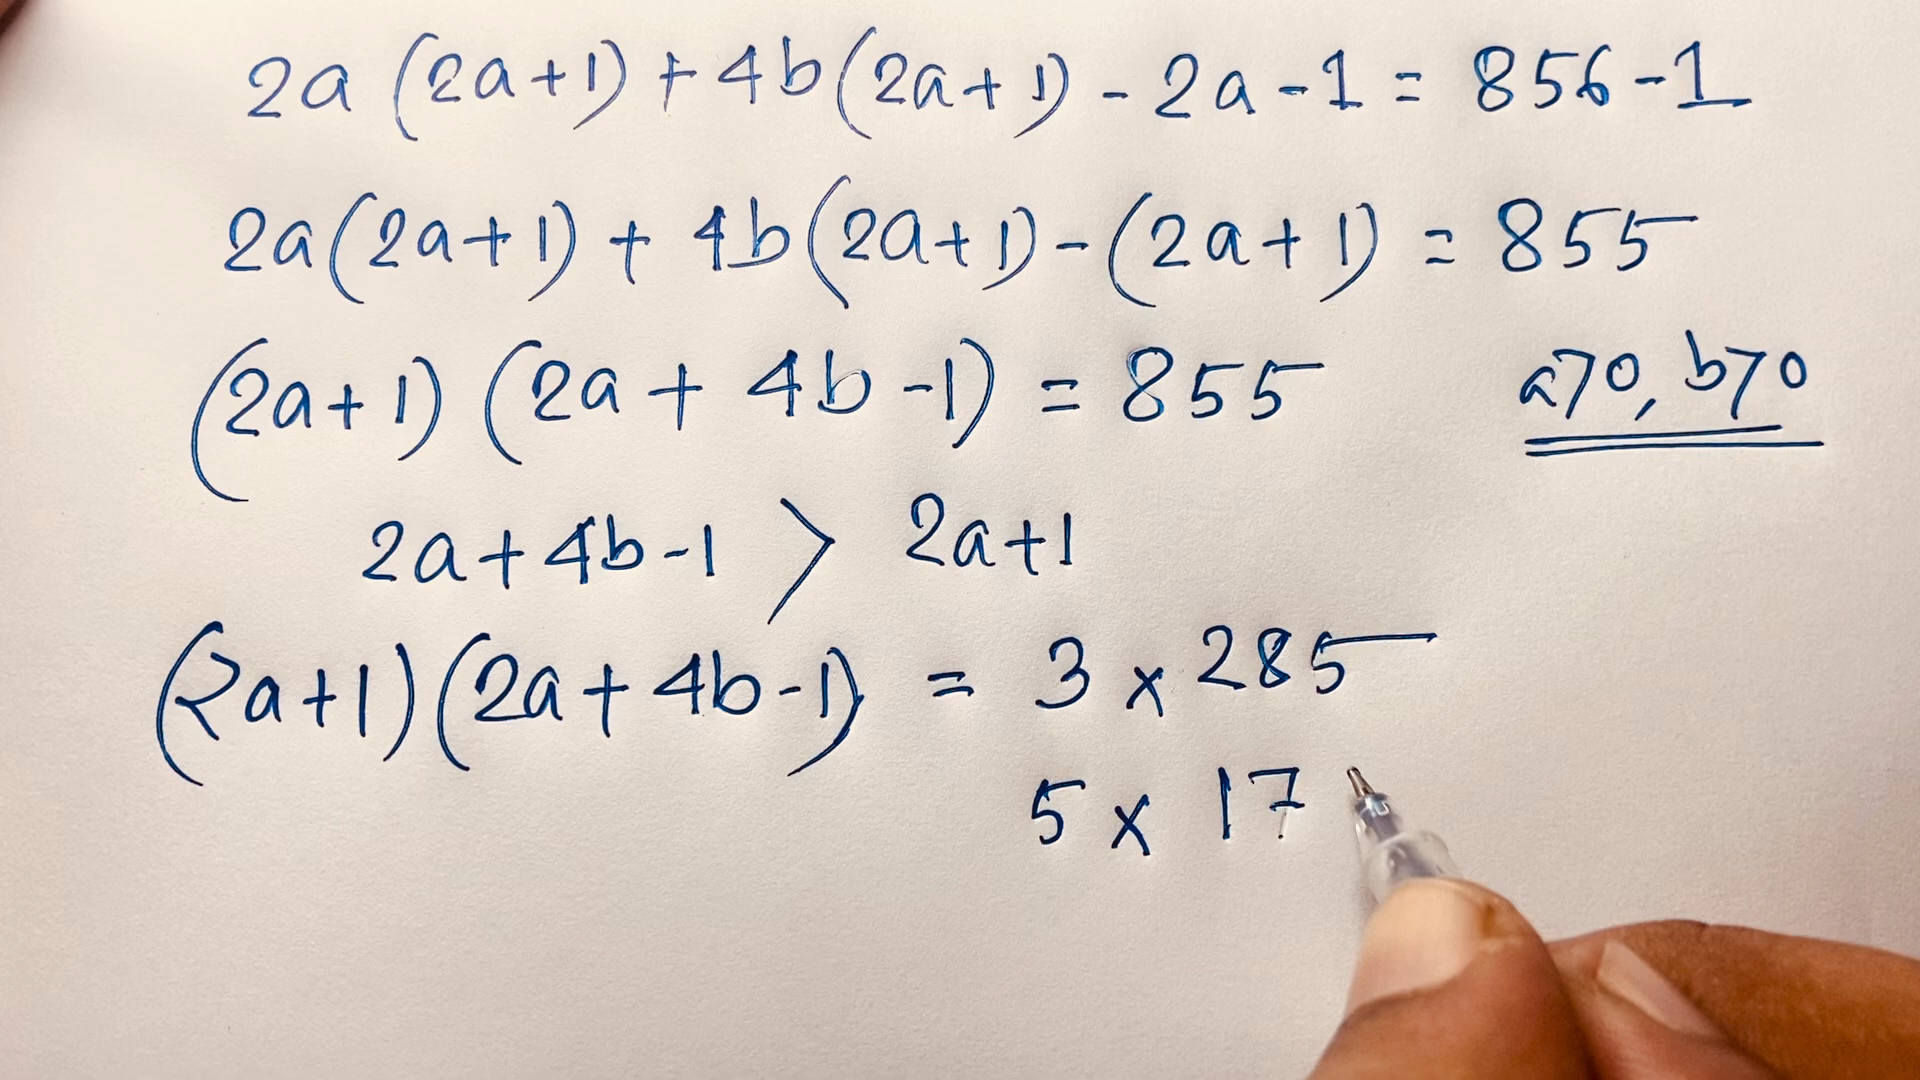 2a(2a+1)+4b(2a+1)-2a-1=856-1
2a(2a+1)+4b(2a+1)-(2a+1)=855
(2a+1)(2a+4b-1)=855
a>0, b>0
2a+4b-1 > 2a+1
(2a+1)(2a+4b-1) = 3×285
5×17